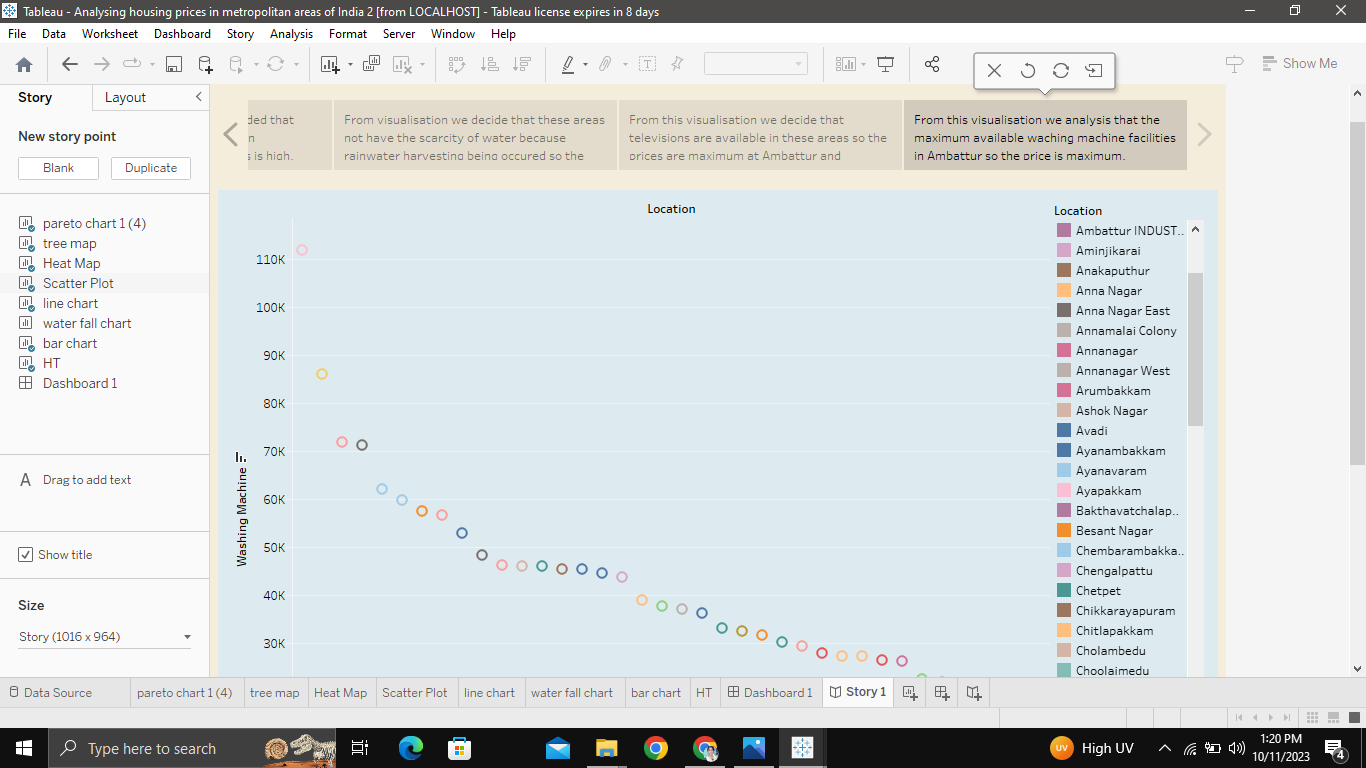 Tableau - Analysing housing prices in metropolitan areas of India 2 [from LOCALHOST] - Tableau license expires in 8 days
File Data Worksheet Dashboard Story Analysis Format Server Window Help
Show Me
Story Layout
New story point
Blank Duplicate
pareto chart 1 (4)
tree map
Heat Map
Scatter Plot
line chart
water fall chart
bar chart
HT
Dashboard 1
A Drag to add text
Show title
Size
Story (1016 x 964)
ded that
n
s is high.
From visualisation we decide that these areas
not have the scarcity of water because
rainwater harvesting being occured so the
From this visualisation we decide that
televisions are available in these areas so the
prices are maximum at Ambattur and
From this visualisation we analysis that the
maximum available waching machine facilities
in Ambattur so the price is maximum.
Location
110K
100K
90K
80K
70K
60K
50K
40K
30K
Washing Machine
Location
Ambattur INDUST..
Aminjikarai
Anakaputhur
Anna Nagar
Anna Nagar East
Annamalai Colony
Annanagar
Annanagar West
Arumbakkam
Ashok Nagar
Avadi
Ayanambakkam
Ayanavaram
Ayapakkam
Bakthavatchalap..
Besant Nagar
Chembarambakka..
Chengalpattu
Chetpet
Chikkarayapuram
Chitlapakkam
Cholambedu
Choolaimedu
Data Source pareto chart 1 (4) tree map Heat Map Scatter Plot line chart water fall chart bar chart HT Dashboard 1 Story 1
Type here to search
UV High UV
1:20 PM
10/11/2023
4